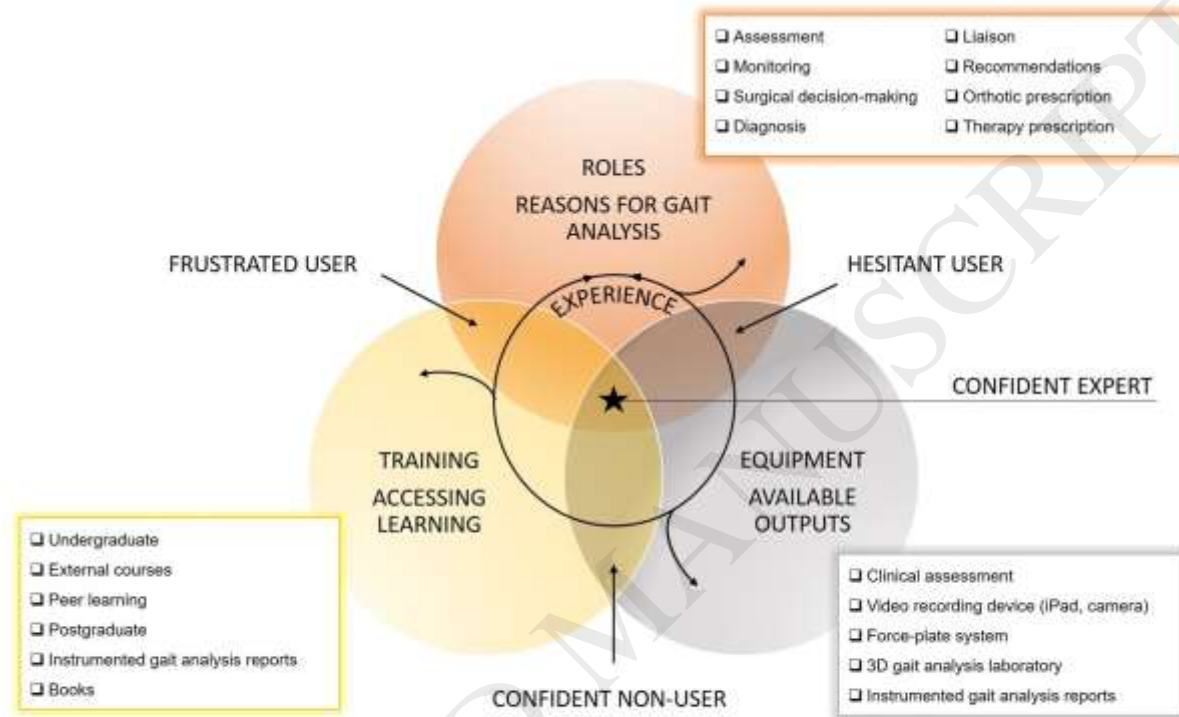 ❑ Assessment
❑ Monitoring
❑ Surgical decision-making
❑ Diagnosis
❑ Liaison
❑ Recommendations
❑ Orthotic prescription
❑ Therapy prescription
ROLES
REASONS FOR GAIT
ANALYSIS
FRUSTRATED USER
HESITANT USER
EXPERIENCE
CONFIDENT EXPERT
TRAINING
ACCESSING
LEARNING
EQUIPMENT
AVAILABLE
OUTPUTS
❑ Undergraduate
❑ External courses
❑ Peer learning
❑ Postgraduate
❑ Instrumented gait analysis reports
❑ Books
❑ Clinical assessment
❑ Video recording device (iPad, camera)
❑ Force-plate system
❑ 3D gait analysis laboratory
❑ Instrumented gait analysis reports
CONFIDENT NON-USER
MANUSCRIPT